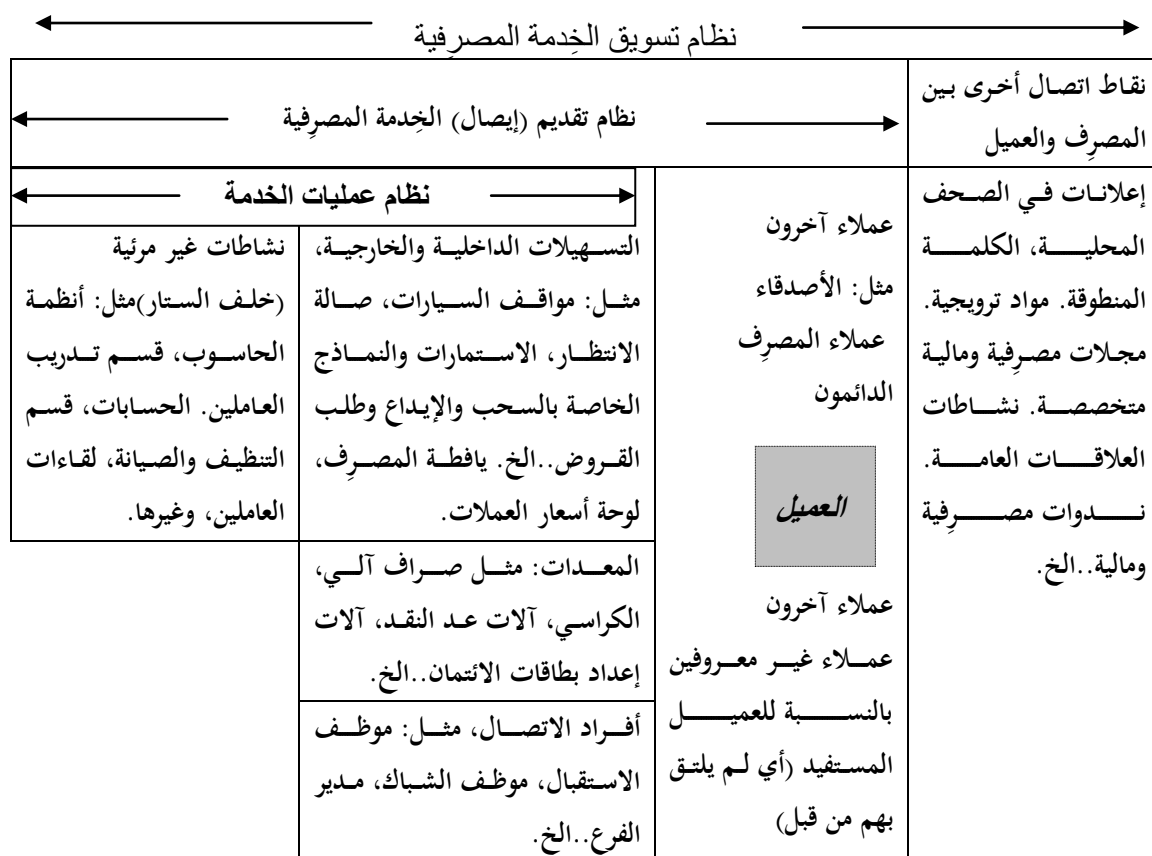 نظام تسويق الخِدمة المصرِفية
نقاط اتصال أخرى بين
المصرِف والعميل
نظام تقديم (إيصال) الخِدمة المصرِفية
إعلانات في الصحف
المحلية، الكلمة
المنطوقة. مواد ترويجية.
مجلات مصرِفية ومالية
متخصصة. نشاطات
العلاقات العامة.
ندوات مصرِفية
ومالية..الخ.
عملاء آخرون
مثل: الأصدقاء
عملاء المصرِف
الدائمون
العميل
عملاء آخرون
عملاء غير معروفين
بالنسبة للعميل
المستفيد (أي لم يلتق
بهم من قبل)
نظام عمليات الخدمة
التسهيلات الداخلية والخارجية،
مثل: مواقف السيارات، صالة
الانتظار، الاستمارات والنماذج
الخاصة بالسحب والإيداع وطلب
القروض..الخ. يافطة المصرِف،
لوحة أسعار العملات.
المعدات: مثل صراف آلي،
الكراسي، آلات عد النقد، آلات
إعداد بطاقات الائتمان..الخ.
أفراد الاتصال، مثل: موظف
الاستقبال، موظف الشباك، مدير
الفرع..الخ.
نشاطات غير مرئية
(خلف الستار)مثل: أنظمة
الحاسوب، قسم تدريب
العاملين. الحسابات، قسم
التنظيف والصيانة، لقاءات
العاملين، وغيرها.